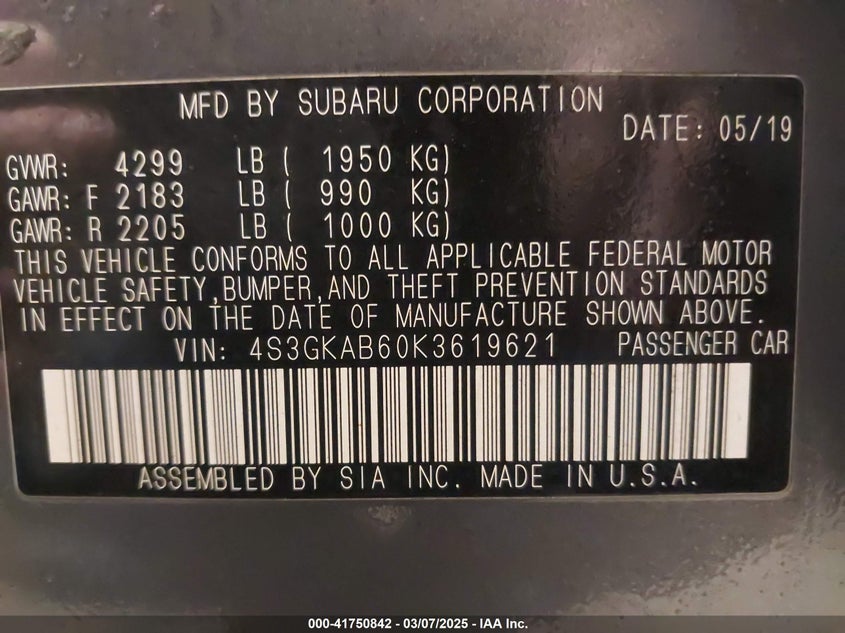 MFD BY SUBARU CORPORATION
DATE: 05/19
GVWR: 4299 LB ( 1950 KG)
GAWR: F 2183 LB ( 990 KG)
GAWR: R 2205 LB ( 1000 KG)
THIS VEHICLE CONFORMS TO ALL APPLICABLE FEDERAL MOTOR
VEHICLE SAFETY,BUMPER,AND THEFT PREVENTION STANDARDS
IN EFFECT ON THE DATE OF MANUFACTURE SHOWN ABOVE.
VIN: 4S3GKAB60K3619621 PASSENGER CAR
ASSEMBLED BY SIA INC. MADE IN U.S.A.
000-41750842 - 03/07/2025 - IAA Inc.